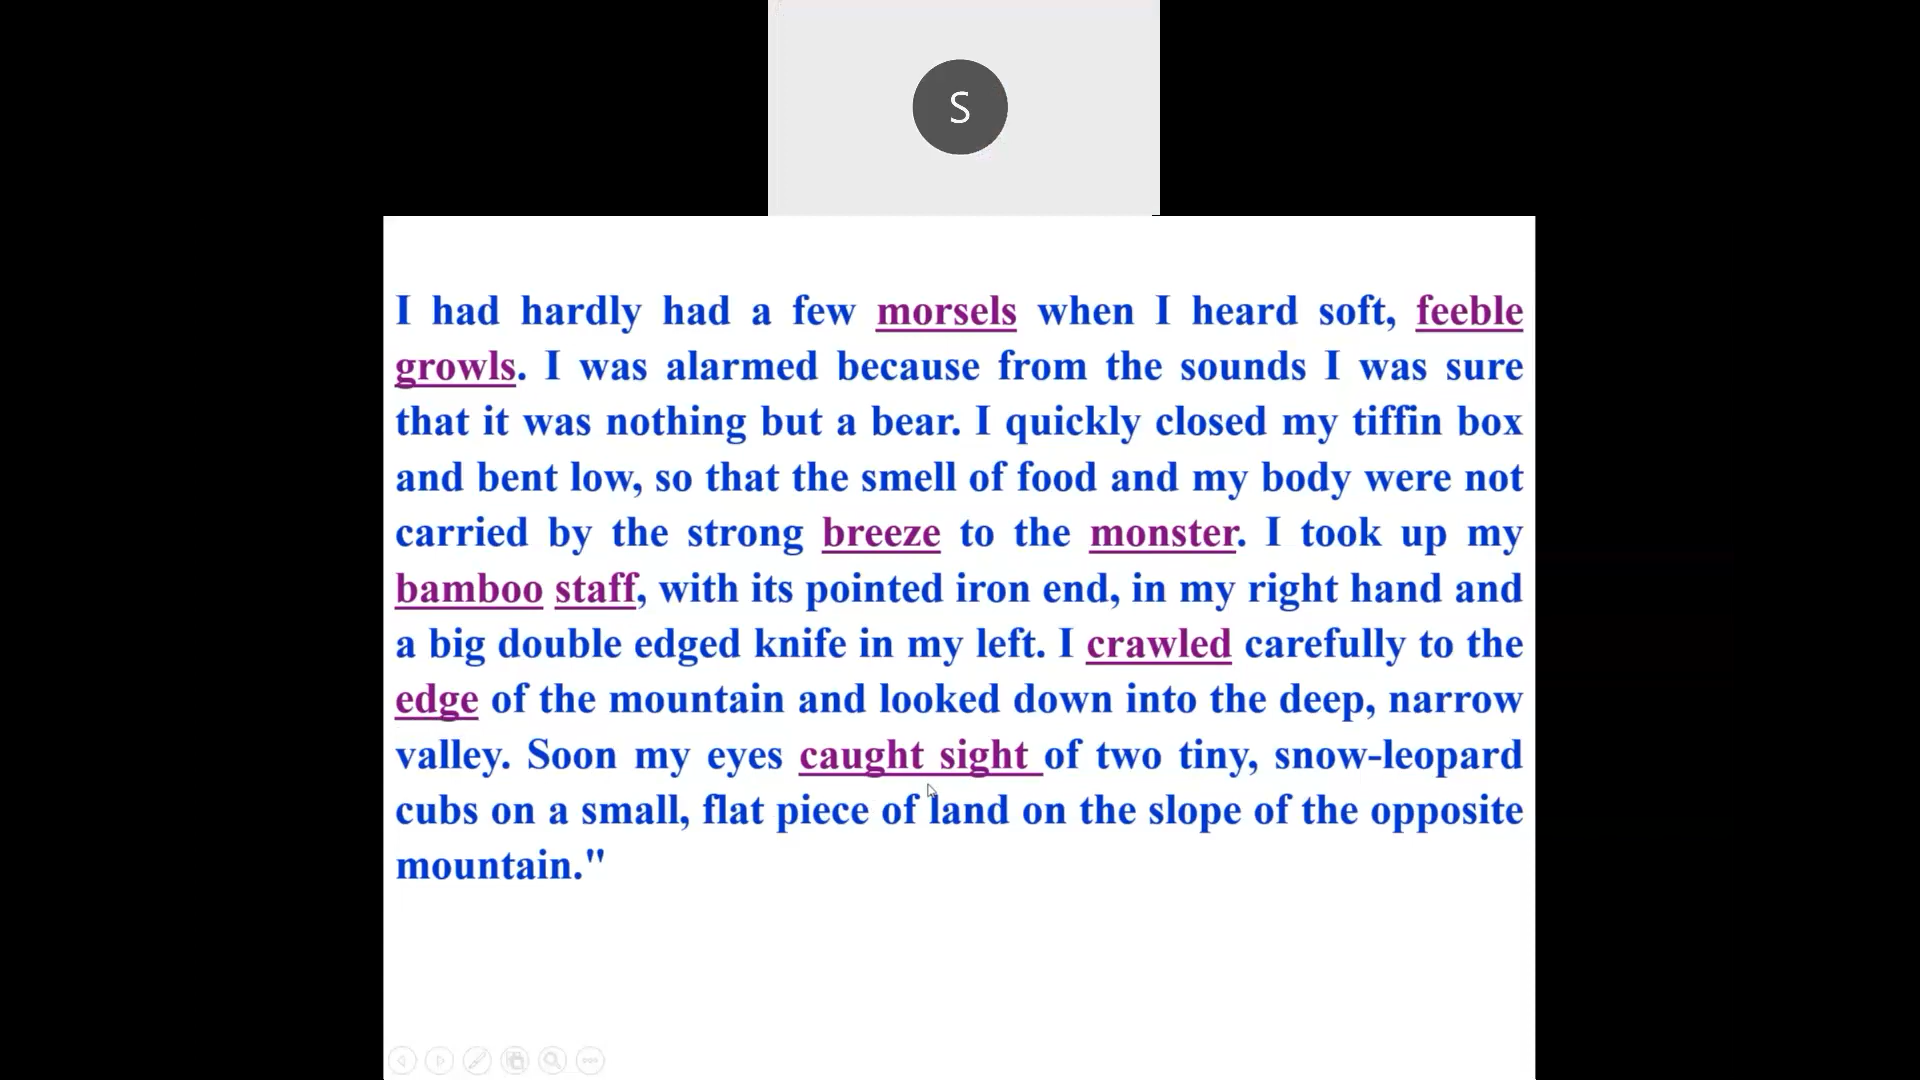 S
I had hardly had a few morsels when I heard soft, feeble
growls. I was alarmed because from the sounds I was sure
that it was nothing but a bear. I quickly closed my tiffin box
and bent low, so that the smell of food and my body were not
carried by the strong breeze to the monster. I took up my
bamboo staff, with its pointed iron end, in my right hand and
a big double edged knife in my left. I crawled carefully to the
edge of the mountain and looked down into the deep, narrow
valley. Soon my eyes caught sight of two tiny, snow-leopard
cubs on a small, flat piece of land on the slope of the opposite
mountain."